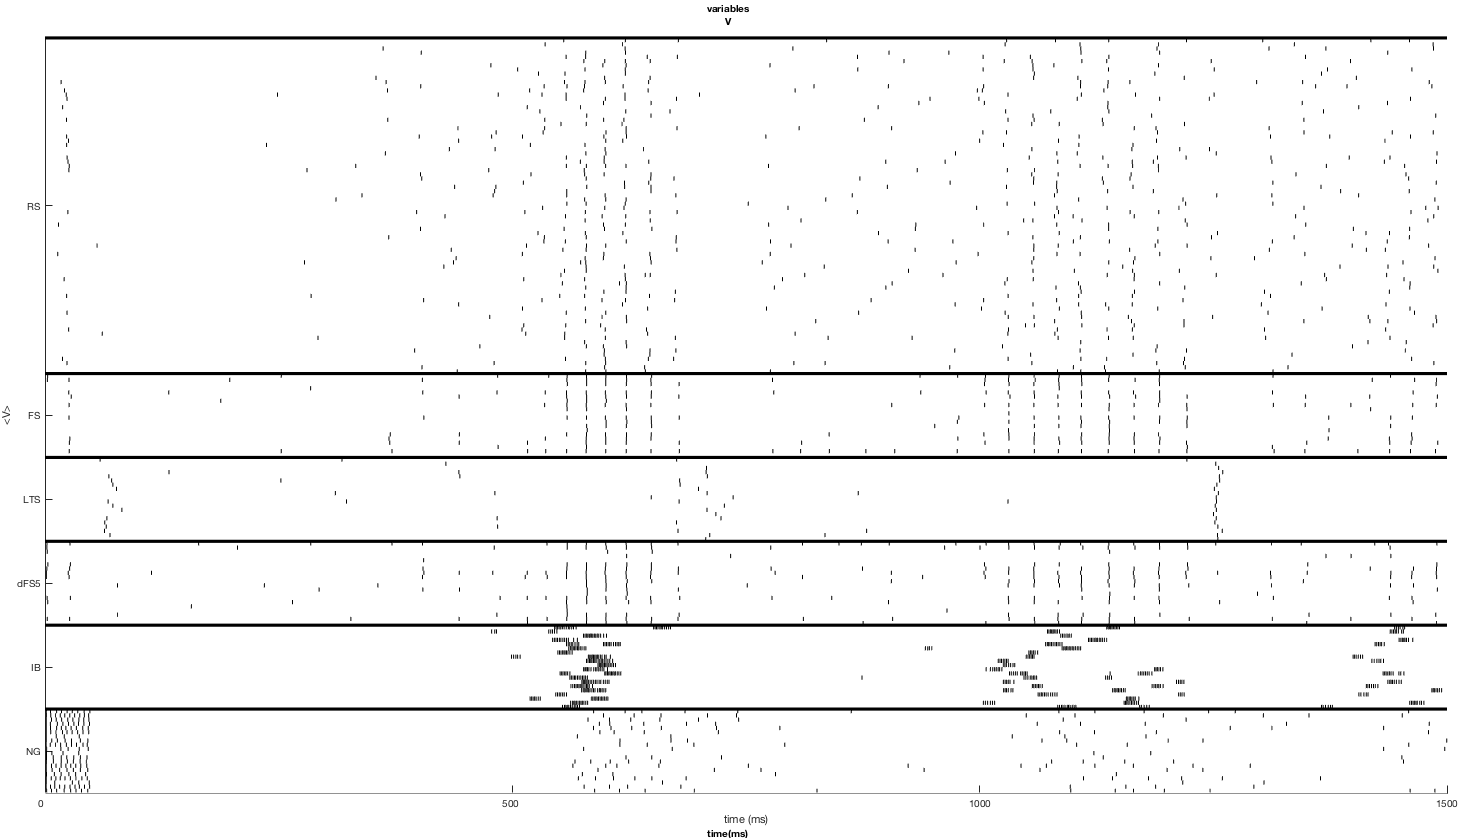 variables
V
RS
FS
LTS
dFS5
IB
NG
<V>
0 500 1000 1500
time (ms)
time(ms)